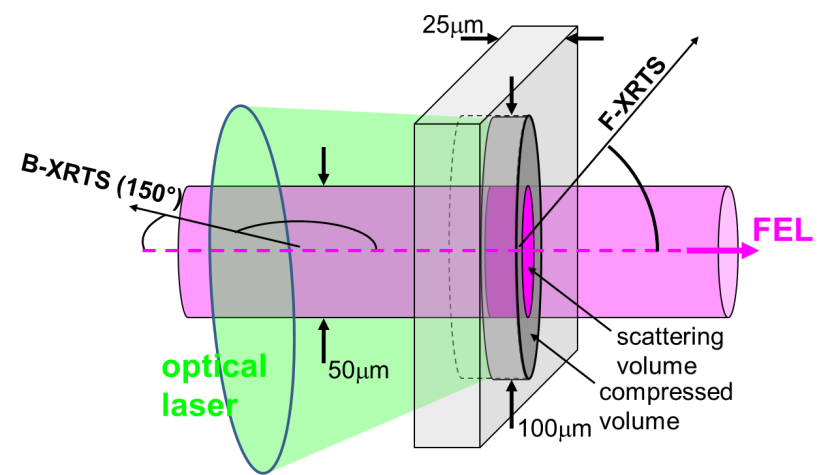 25μm
F-XRTS
B-XRTS (150°)
FEL
optical
laser
50μm
scattering
volume
compressed
volume
100μm